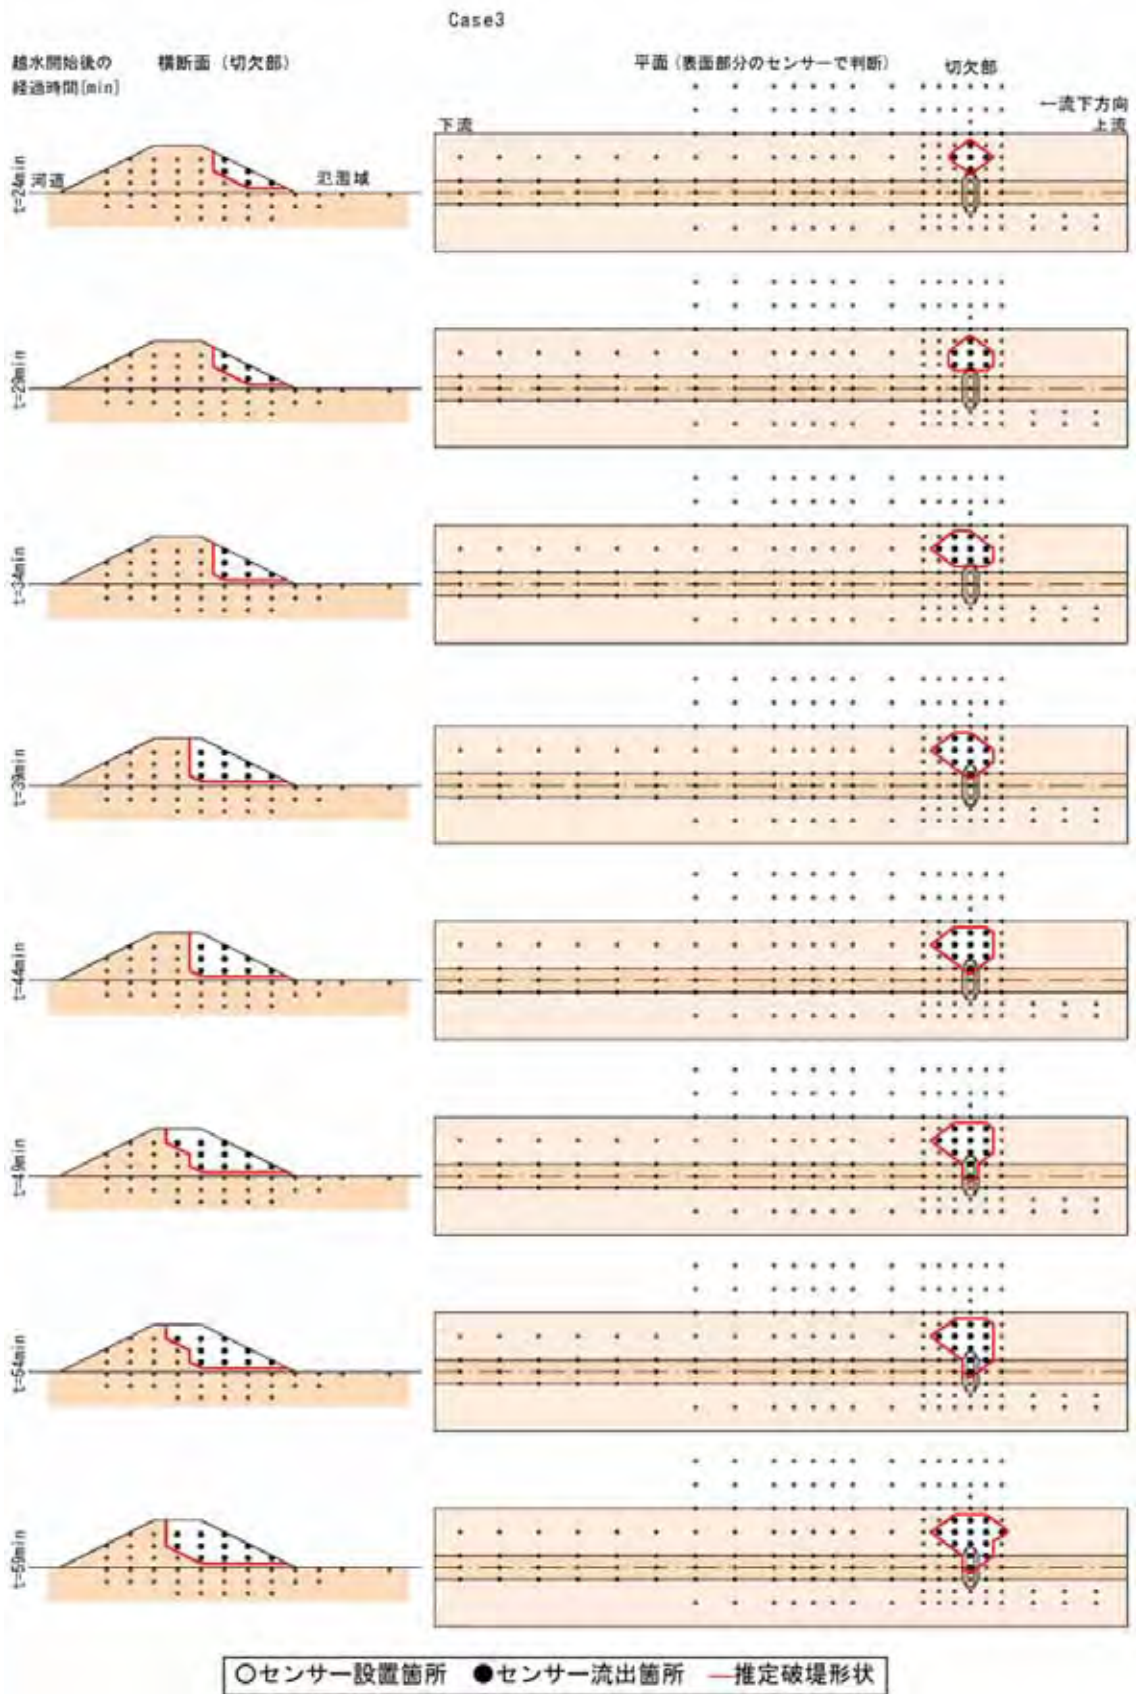 Case3
越水開始後の
経過時間[min]
横断面 (切欠部)
平面 (表面部分のセンサーで判断)
切欠部
←流下方向
下流
上流
t=24min
河道
氾濫域
t=29min
t=34min
t=39min
t=44min
t=49min
t=54min
t=59min
○センサー設置箇所 ●センサー流出箇所 —推定破堤形状